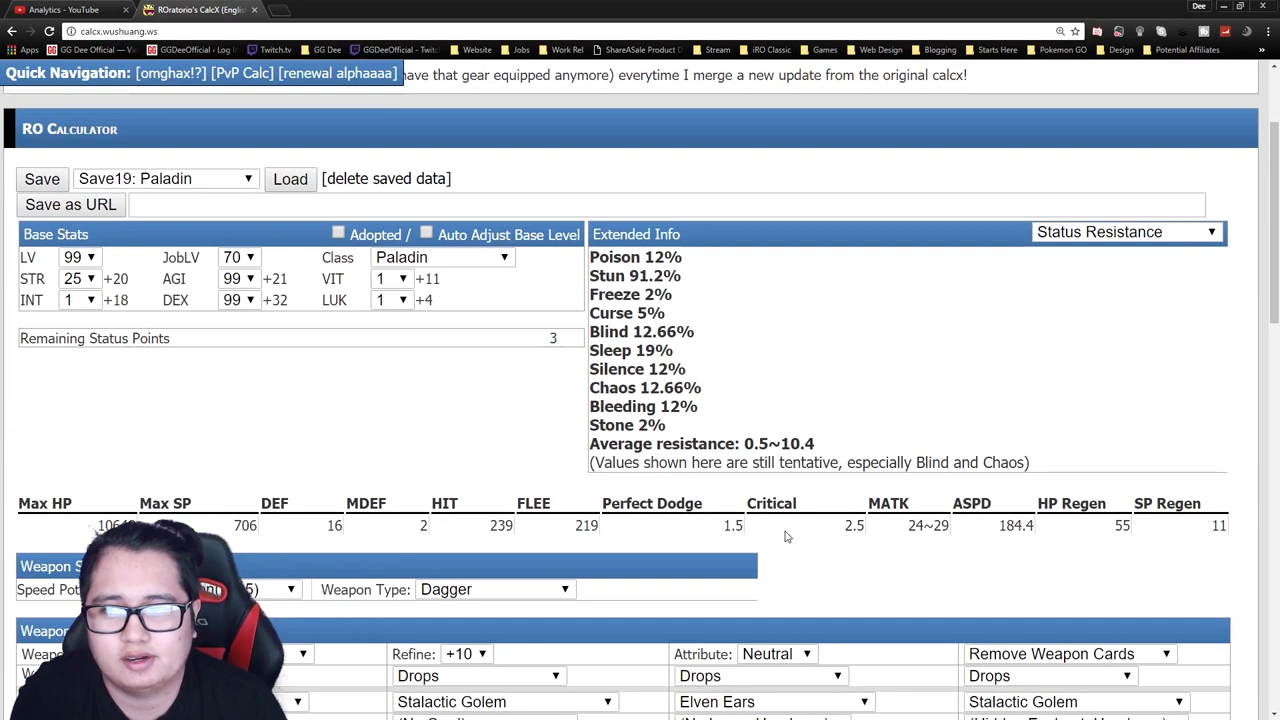 Analytics - YouTube × ROratorio's CalcX (Englis × Dee
calcx.wushuang.ws
Apps GG Dee Official — Vi GGDeeOfficial ‹ Log I Twitch.tv GG Dee GGDeeOfficial - Twitc Website Jobs Work Rel ShareASale Product D Stream iRO Classic Games Web Design Blogging Starts Here Pokemon GO Design Potential Affiliates »
Quick Navigation: [omghax!?] [PvP Calc] [renewal alphaaaa] have that gear equipped anymore) everytime I merge a new update from the original calcx!
RO Calculator
Save Save19: Paladin Load [delete saved data]
Save as URL
Base Stats Adopted / Auto Adjust Base Level Extended Info Status Resistance
LV 99 JobLV 70 Class Paladin Poison 12%
STR 25 +20 AGI 99 +21 VIT 1 +11 Stun 91.2%
INT 1 +18 DEX 99 +32 LUK 1 +4 Freeze 2%
Curse 5%
Remaining Status Points 3 Blind 12.66%
Sleep 19%
Silence 12%
Chaos 12.66%
Bleeding 12%
Stone 2%
Average resistance: 0.5~10.4
(Values shown here are still tentative, especially Blind and Chaos)
Max HP Max SP DEF MDEF HIT FLEE Perfect Dodge Critical MATK ASPD HP Regen SP Regen
706 16 2 239 219 1.5 2.5 24~29 184.4 55 11
Weapon
Speed Weapon Type: Dagger
Weapon
Refine: +10 Attribute: Neutral Remove Weapon Cards
Drops Drops Drops
Stalactic Golem Elven Ears Stalactic Golem